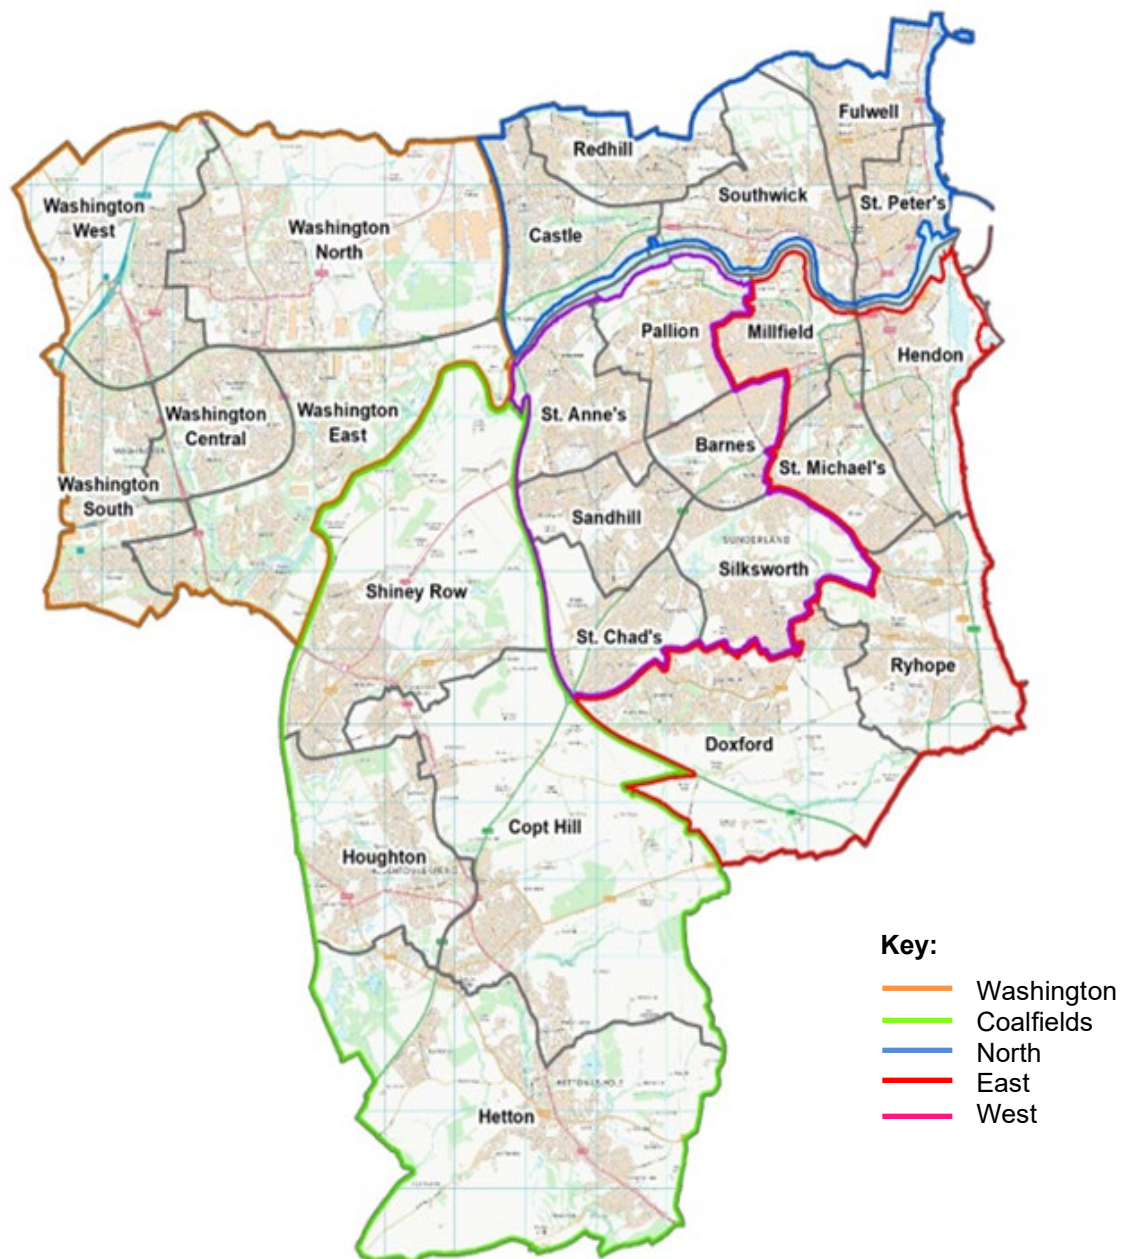 Fulwell
Redhill
Southwick
St. Peter's
Washington
West
Washington
North
Castle
Pallion
Millfield
Hendon
Washington
Central
Washington
East
St. Anne's
Barnes
St. Michael's
Washington
South
Sandhill
SUNDERLAND
Silksworth
Shiney Row
St. Chad's
Ryhope
Doxford
Copt Hill
Houghton
Hetton
Key:
Washington
Coalfields
North
East
West